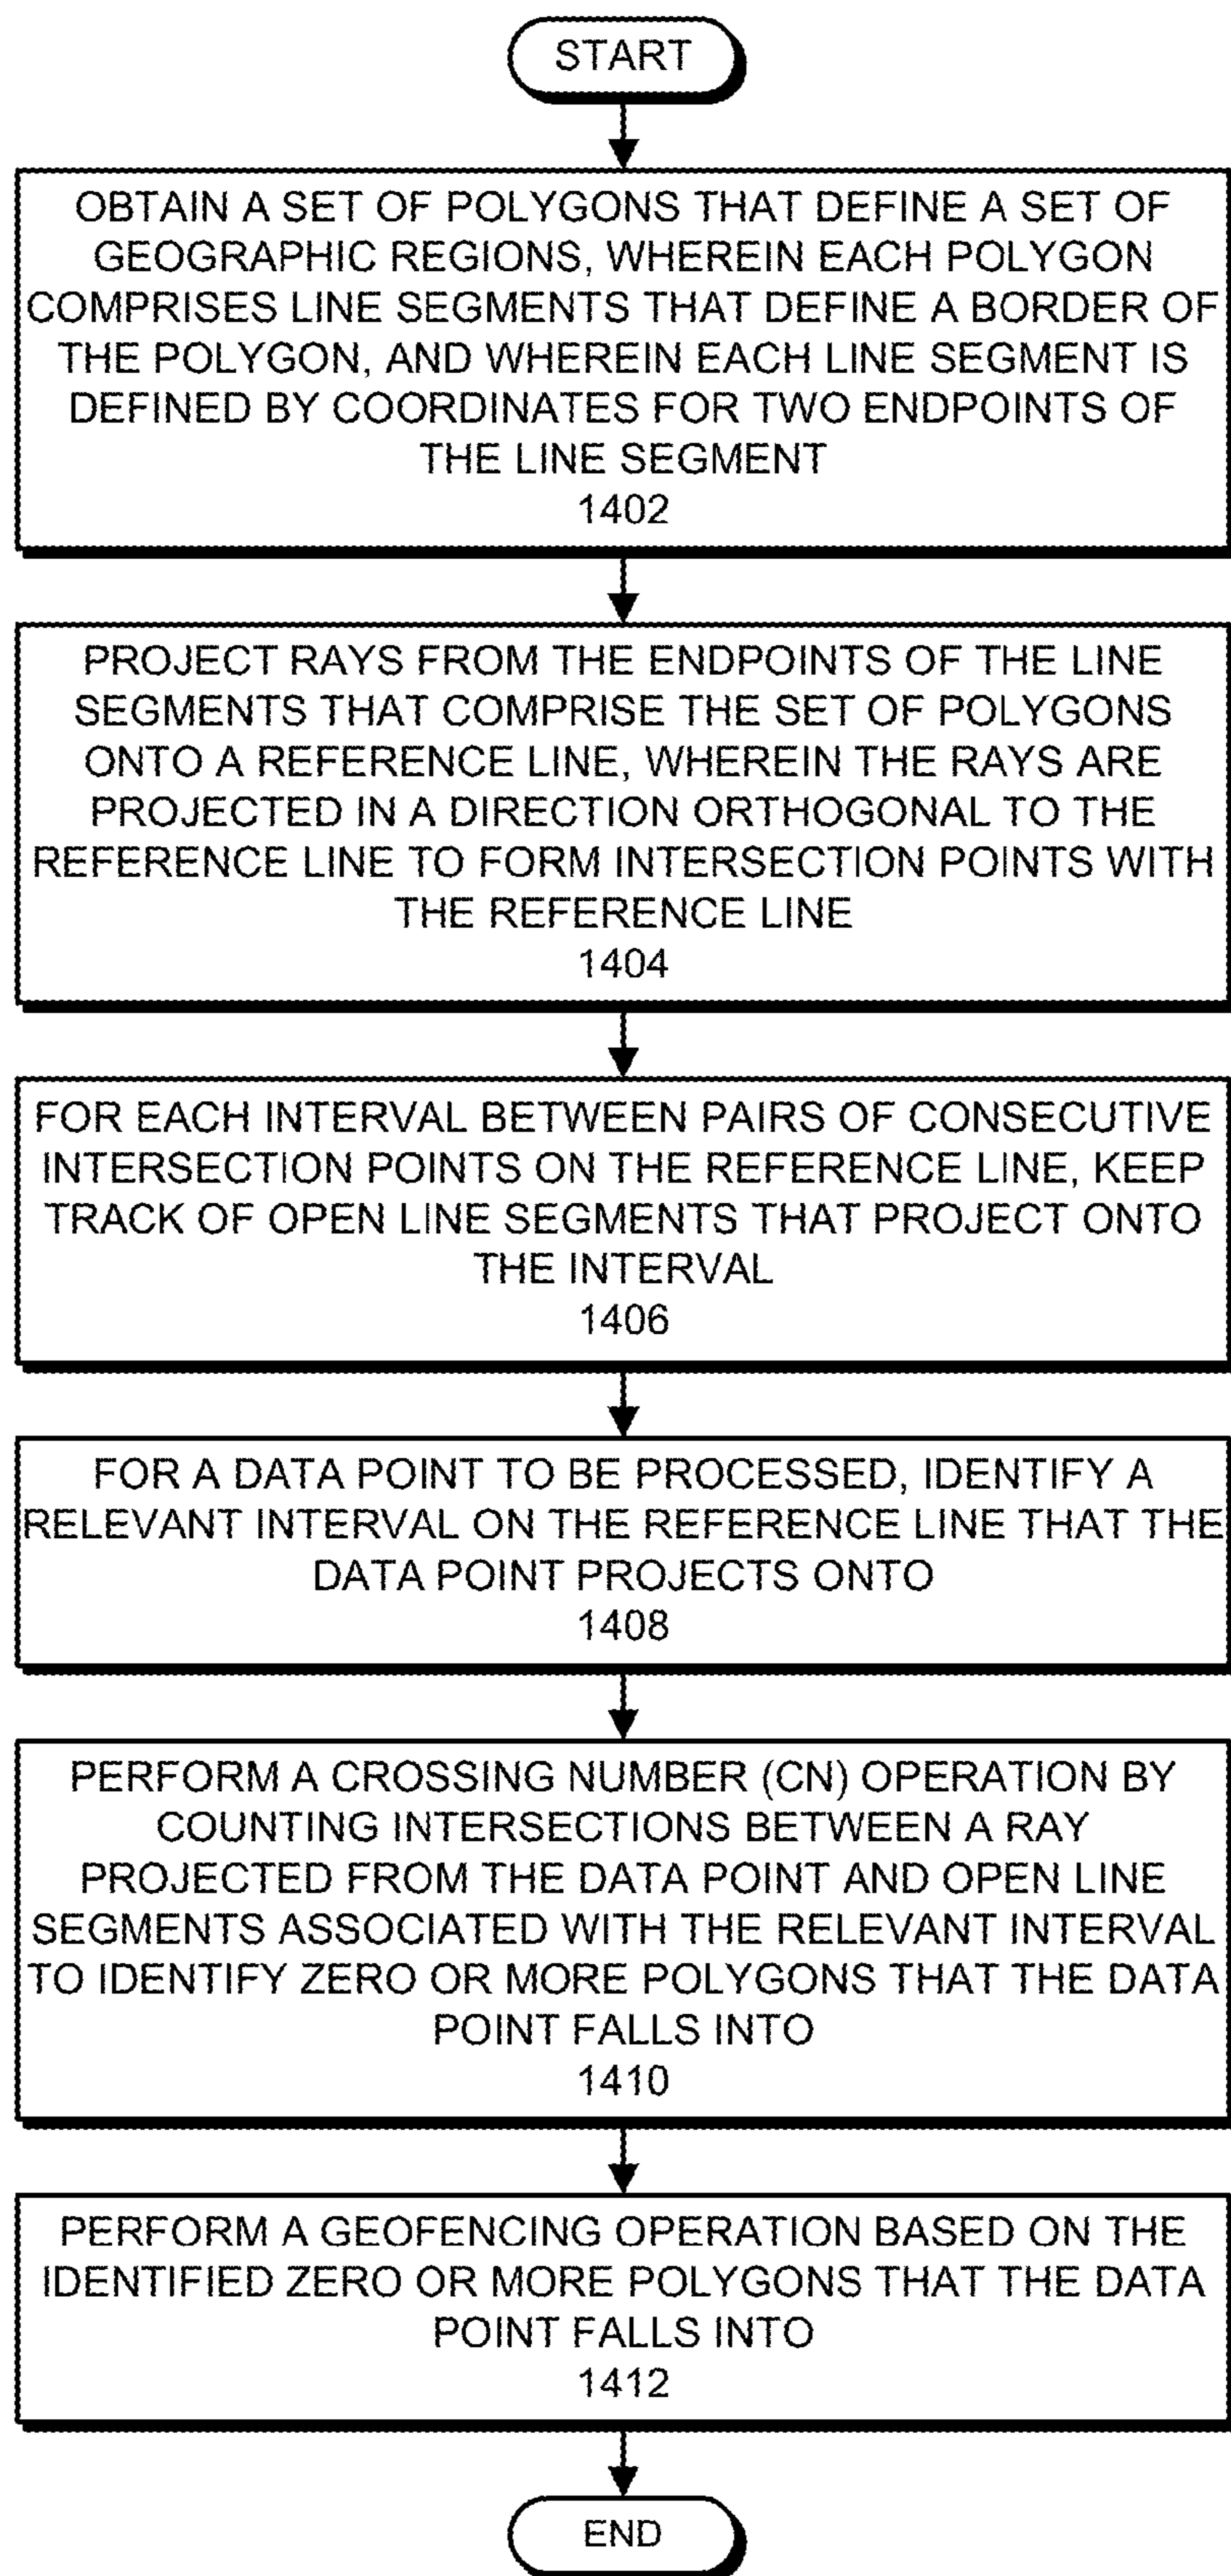 START
OBTAIN A SET OF POLYGONS THAT DEFINE A SET OF
GEOGRAPHIC REGIONS, WHEREIN EACH POLYGON
COMPRISES LINE SEGMENTS THAT DEFINE A BORDER OF
THE POLYGON, AND WHEREIN EACH LINE SEGMENT IS
DEFINED BY COORDINATES FOR TWO ENDPOINTS OF
THE LINE SEGMENT
1402
PROJECT RAYS FROM THE ENDPOINTS OF THE LINE
SEGMENTS THAT COMPRISE THE SET OF POLYGONS
ONTO A REFERENCE LINE, WHEREIN THE RAYS ARE
PROJECTED IN A DIRECTION ORTHOGONAL TO THE
REFERENCE LINE TO FORM INTERSECTION POINTS WITH
THE REFERENCE LINE
1404
FOR EACH INTERVAL BETWEEN PAIRS OF CONSECUTIVE
INTERSECTION POINTS ON THE REFERENCE LINE, KEEP
TRACK OF OPEN LINE SEGMENTS THAT PROJECT ONTO
THE INTERVAL
1406
FOR A DATA POINT TO BE PROCESSED, IDENTIFY A
RELEVANT INTERVAL ON THE REFERENCE LINE THAT THE
DATA POINT PROJECTS ONTO
1408
PERFORM A CROSSING NUMBER (CN) OPERATION BY
COUNTING INTERSECTIONS BETWEEN A RAY
PROJECTED FROM THE DATA POINT AND OPEN LINE
SEGMENTS ASSOCIATED WITH THE RELEVANT INTERVAL
TO IDENTIFY ZERO OR MORE POLYGONS THAT THE DATA
POINT FALLS INTO
1410
PERFORM A GEOFENCING OPERATION BASED ON THE
IDENTIFIED ZERO OR MORE POLYGONS THAT THE DATA
POINT FALLS INTO
1412
END